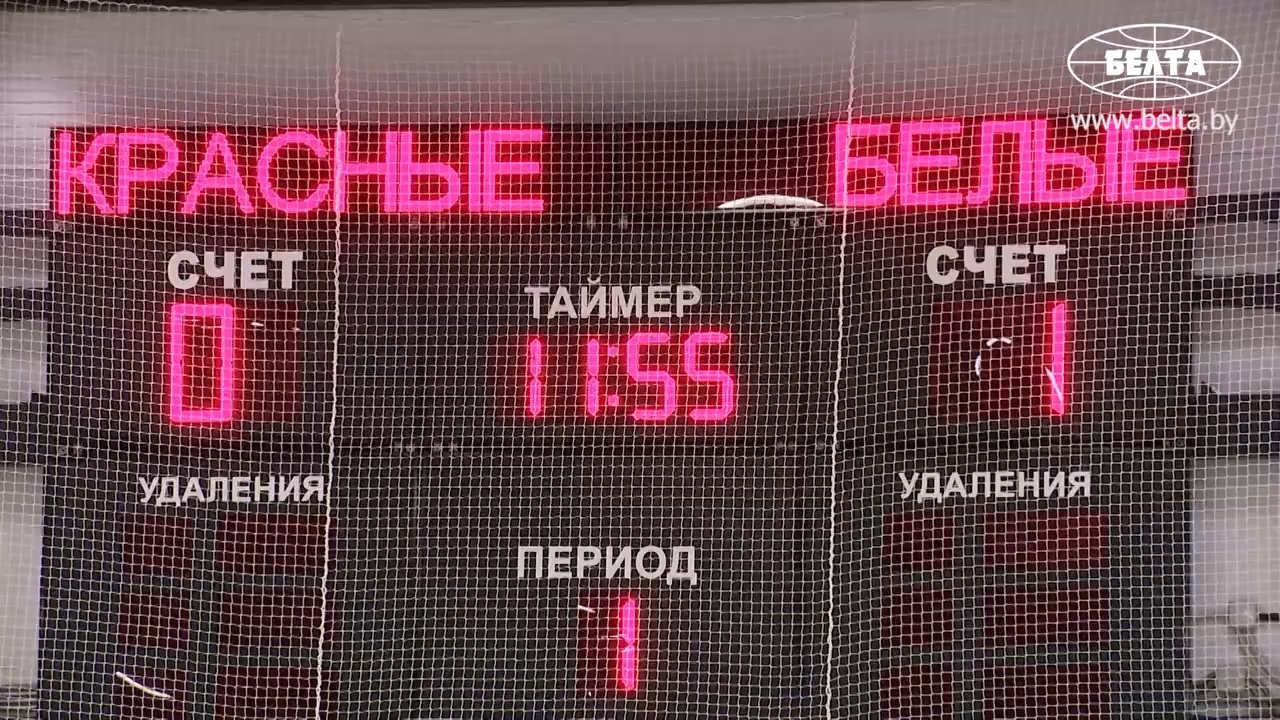 БЕЛТА
www.belta.by
КРАСНЫЕ БЕЛЫЕ
СЧЕТ СЧЕТ
ТАЙМЕР
0 11:55 1
УДАЛЕНИЯ УДАЛЕНИЯ
ПЕРИОД
1